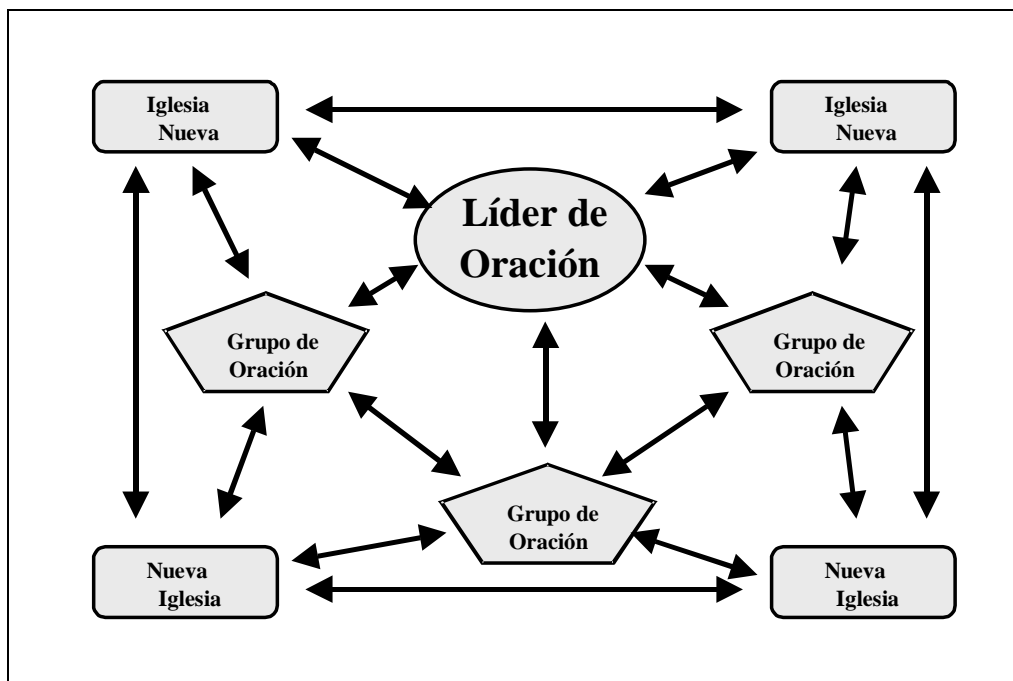 Iglesia
Nueva
Iglesia
Nueva
Líder de
Oración
Grupo de
Oración
Grupo de
Oración
Grupo de
Oración
Nueva
Iglesia
Nueva
Iglesia